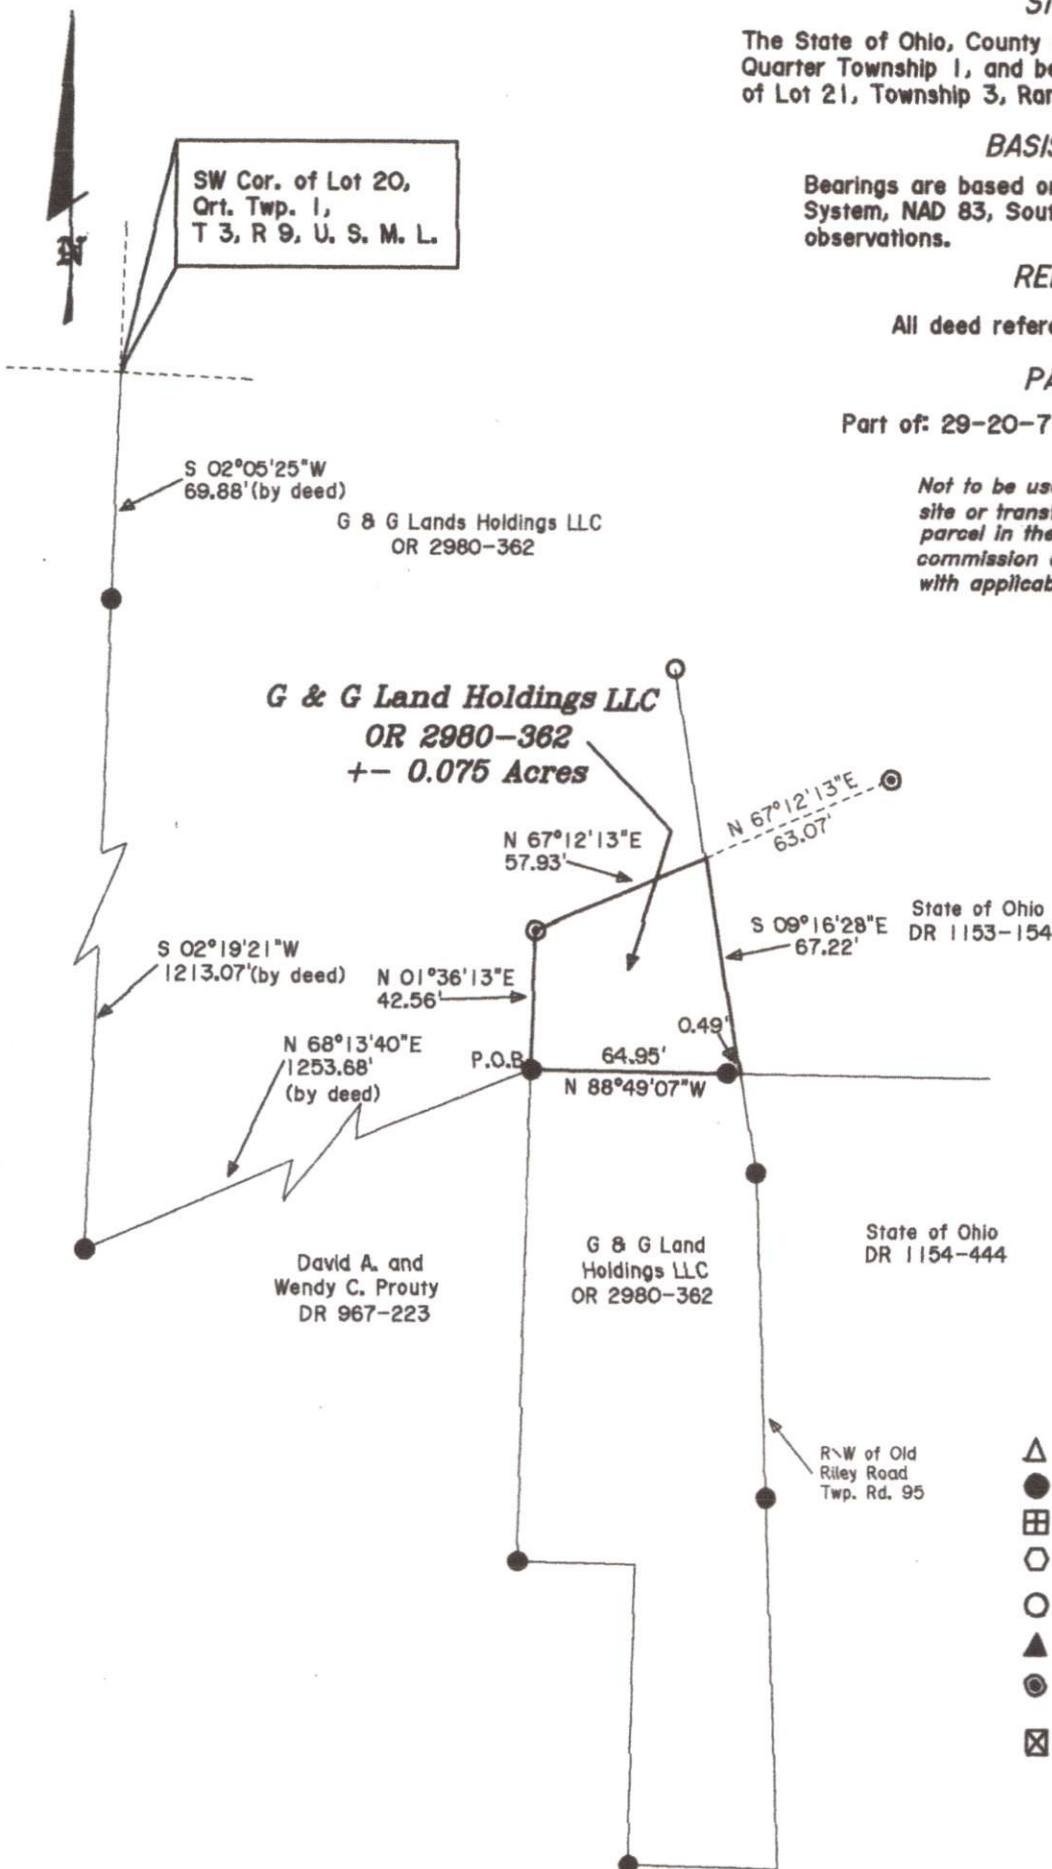 The State of Ohio, County
Quarter Township 1, and be
of Lot 21, Township 3, Ran
BASIS
Bearings are based on
System, NAD 83, Sout
observations.
All deed refere
Part of: 29-20-7
Not to be us
site or transf
parcel in the
commission
with applicab
SW Cor. of Lot 20,
Qrt. Twp. 1,
T 3, R 9, U. S. M. L.
N
S 02°05'25"W
69.88'(by deed)
G & G Lands Holdings LLC
OR 2980-362
G & G Land Holdings LLC
OR 2980-362
+- 0.075 Acres
N 67°12'13"E
63.07'
N 67°12'13"E
57.93'
State of Ohio
DR 1153-154
S 09°16'28"E
67.22'
S 02°19'21"W
1213.07'(by deed)
N 01°36'13"E
42.56'
N 68°13'40"E
1253.68'
(by deed)
P.O.B.
0.49'
64.95'
N 88°49'07"W
State of Ohio
DR 1154-444
David A. and
Wendy C. Prouty
DR 967-223
G & G Land
Holdings LLC
OR 2980-362
R\W of Old
Riley Road
Twp. Rd. 95